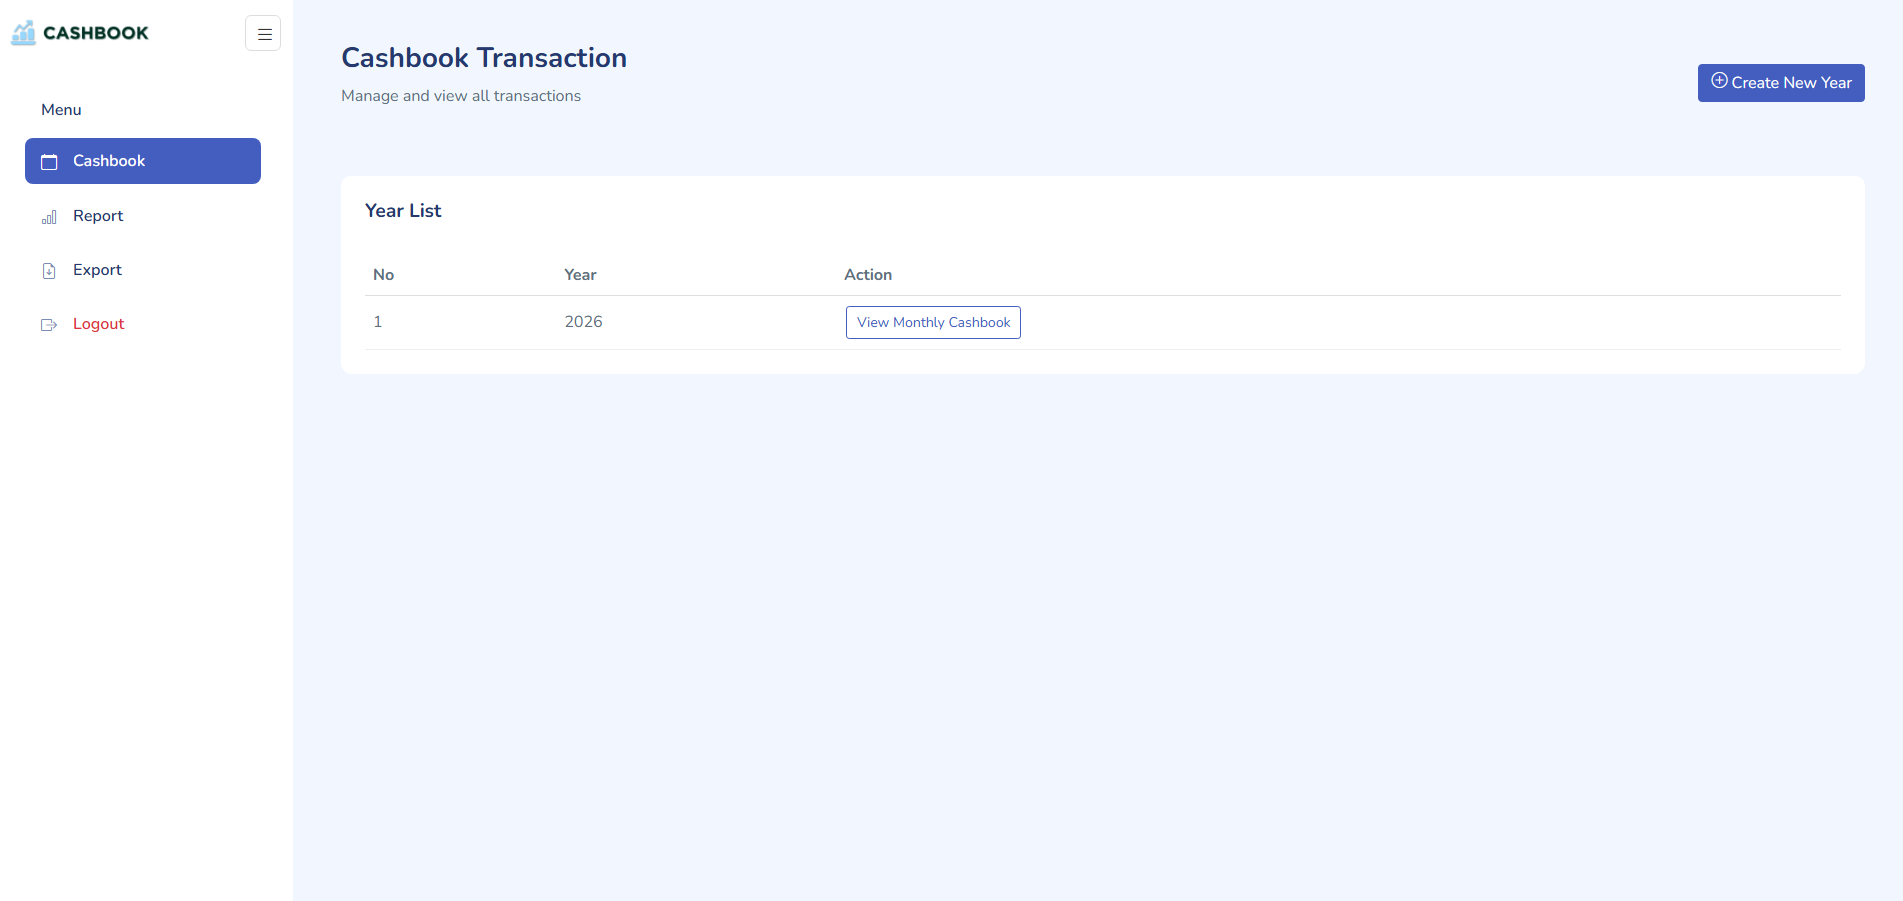 CASHBOOK
Menu
Cashbook
Report
Export
Logout
Cashbook Transaction
Manage and view all transactions
Create New Year
Year List
No Year Action
1 2026 View Monthly Cashbook